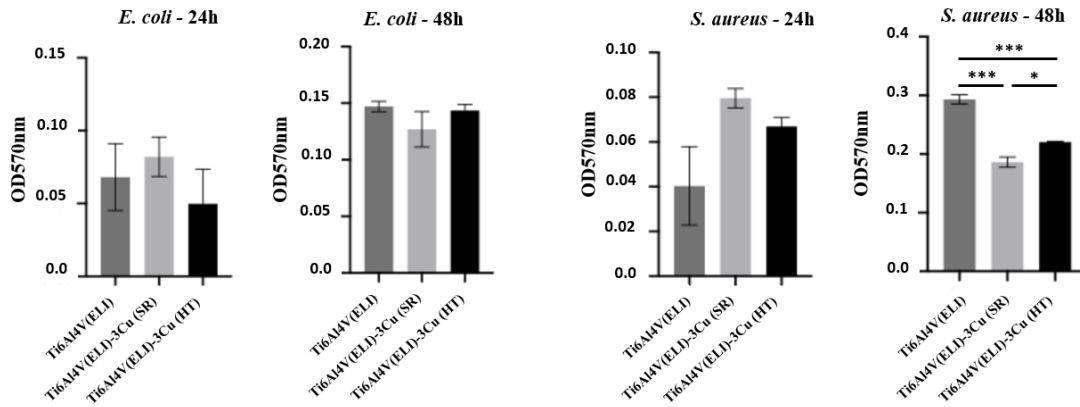 E. coli - 24h
OD570nm
0.15
0.10
0.05
0.0
Ti6Al4V(ELI)
Ti6Al4V(ELI)-3Cu (SR)
Ti6Al4V(ELI)-3Cu (HT)
E. coli - 48h
OD570nm
0.20
0.15
0.10
0.05
0.0
Ti6Al4V(ELI)
Ti6Al4V(ELI)-3Cu (SR)
Ti6Al4V(ELI)-3Cu (HT)
S. aureus - 24h
OD570nm
0.10
0.08
0.06
0.04
0.02
0.0
Ti6Al4V(ELI)
Ti6Al4V(ELI)-3Cu (SR)
Ti6Al4V(ELI)-3Cu (HT)
S. aureus - 48h
OD570nm
0.4
0.3
0.2
0.1
0.0
***
*** *
Ti6Al4V(ELI)
Ti6Al4V(ELI)-3Cu (SR)
Ti6Al4V(ELI)-3Cu (HT)